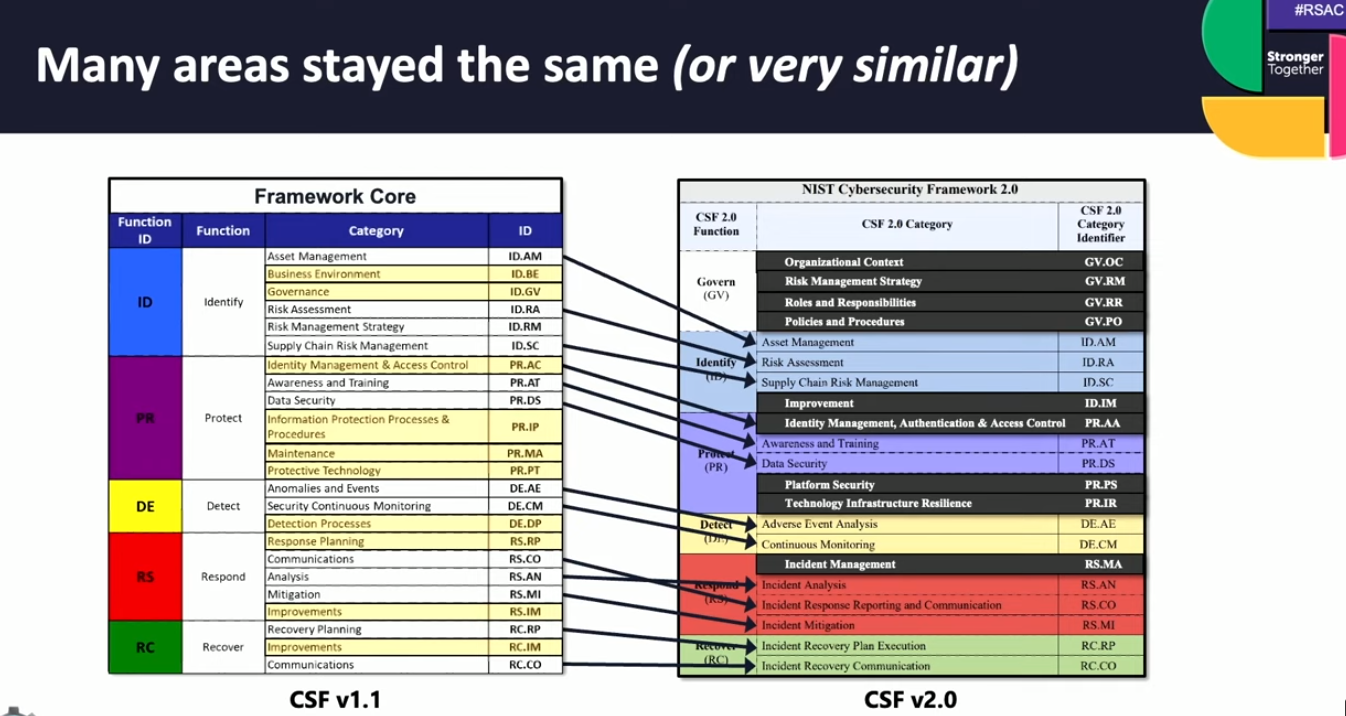 #RSAC
Many areas stayed the same (or very similar)
Stronger
Together
Framework Core
Function ID Function Category ID
ID Identify
Asset Management ID.AM
Business Environment ID.BE
Governance ID.GV
Risk Assessment ID.RA
Risk Management Strategy ID.RM
Supply Chain Risk Management ID.SC
PR Protect
Identity Management & Access Control PR.AC
Awareness and Training PR.AT
Data Security PR.DS
Information Protection Processes &
Procedures PR.IP
Maintenance PR.MA
Protective Technology PR.PT
DE Detect
Anomalies and Events DE.AE
Security Continuous Monitoring DE.CM
Detection Processes DE.DP
RS Respond
Response Planning RS.RP
Communications RS.CO
Analysis RS.AN
Mitigation RS.MI
Improvements RS.IM
RC Recover
Recovery Planning RC.RP
Improvements RC.IM
Communications RC.CO
CSF v1.1
NIST Cybersecurity Framework 2.0
CSF 2.0 Function CSF 2.0 Category CSF 2.0 Category Identifier
Govern
(GV)
Organizational Context GV.OC
Risk Management Strategy GV.RM
Roles and Responsibilities GV.RR
Policies and Procedures GV.PO
Identify
(ID)
Asset Management ID.AM
Risk Assessment ID.RA
Supply Chain Risk Management ID.SC
Improvement ID.IM
Protect
(PR)
Identity Management, Authentication & Access Control PR.AA
Awareness and Training PR.AT
Data Security PR.DS
Platform Security PR.PS
Technology Infrastructure Resilience PR.IR
Detect
(DE)
Adverse Event Analysis DE.AE
Continuous Monitoring DE.CM
Respond
(RS)
Incident Management RS.MA
Incident Analysis RS.AN
Incident Response Reporting and Communication RS.CO
Incident Mitigation RS.MI
Recover
(RC)
Incident Recovery Plan Execution RC.RP
Incident Recovery Communication RC.CO
CSF v2.0